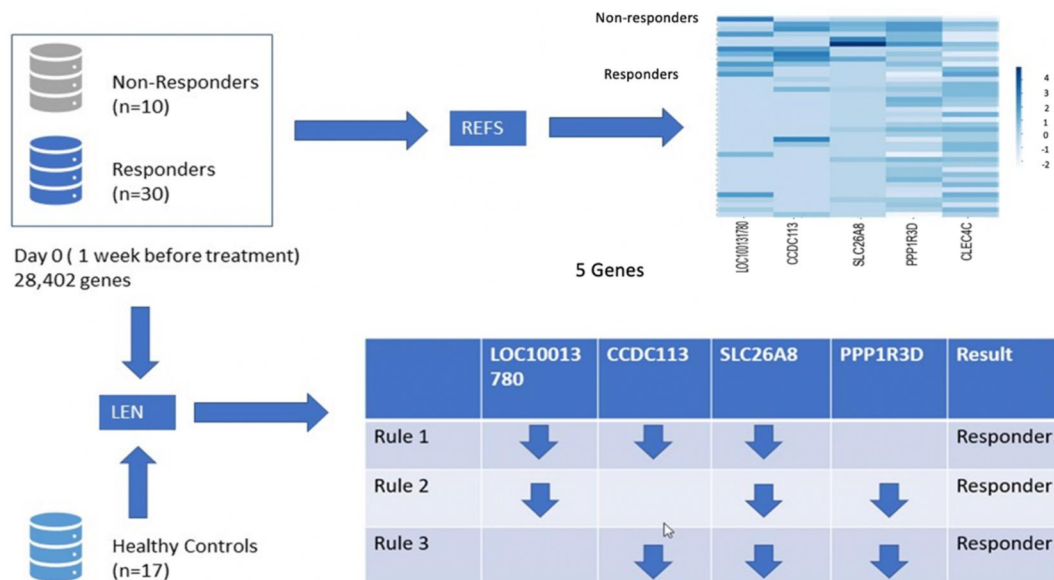 Non-Responders
(n=10)
Responders
(n=30)
REFS
Non-responders
Responders
4
3
2
1
0
-1
-2
LOC100131780
CCDC113
SLC26A8
PPP1R3D
CLEC4C
5 Genes
Day 0 ( 1 week before treatment)
28,402 genes
LEN
Healthy Controls
(n=17)
LOC10013 CCDC113 SLC26A8 PPP1R3D Result
780
Rule 1 Responder
Rule 2 Responder
Rule 3 Responder